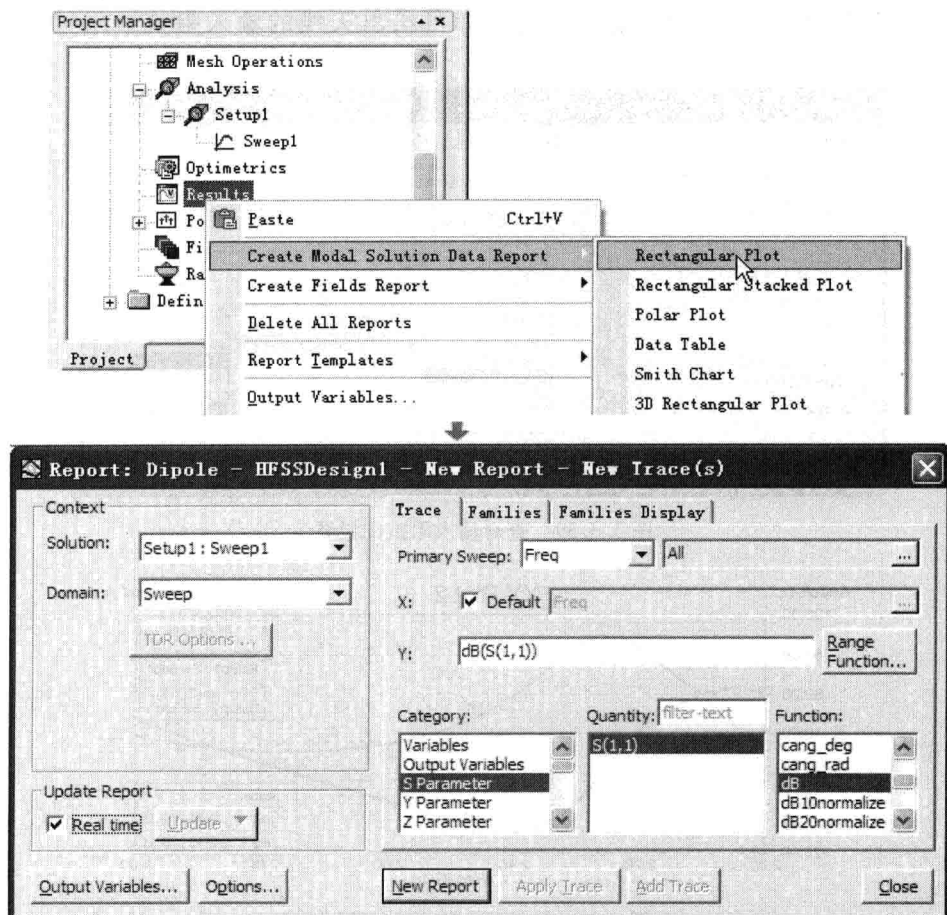 Project Manager
Mesh Operations
Analysis
Setup1
Sweep1
Optimetrics
Results
Po
Fi
Ra
Defin
Project
Paste Ctrl+V
Create Modal Solution Data Report
Create Fields Report
Delete All Reports
Report Templates
Output Variables...
Rectangular Plot
Rectangular Stacked Plot
Polar Plot
Data Table
Smith Chart
3D Rectangular Plot
Report: Dipole - HFSSDesign1 - New Report - New Trace(s)
Context
Solution: Setup1 : Sweep1
Domain: Sweep
TDR Options ...
Update Report
Real time Update
Trace Families Families Display
Primary Sweep: Freq All ...
X: Default Freq ...
Y: dB(S(1,1)) Range Function...
Category:
Variables
Output Variables
S Parameter
Y Parameter
Z Parameter
Quantity: filter-text
S(1,1)
Function:
cang_deg
cang_rad
dB
dB10normalize
dB20normalize
Output Variables... Options... New Report Apply Trace Add Trace Close